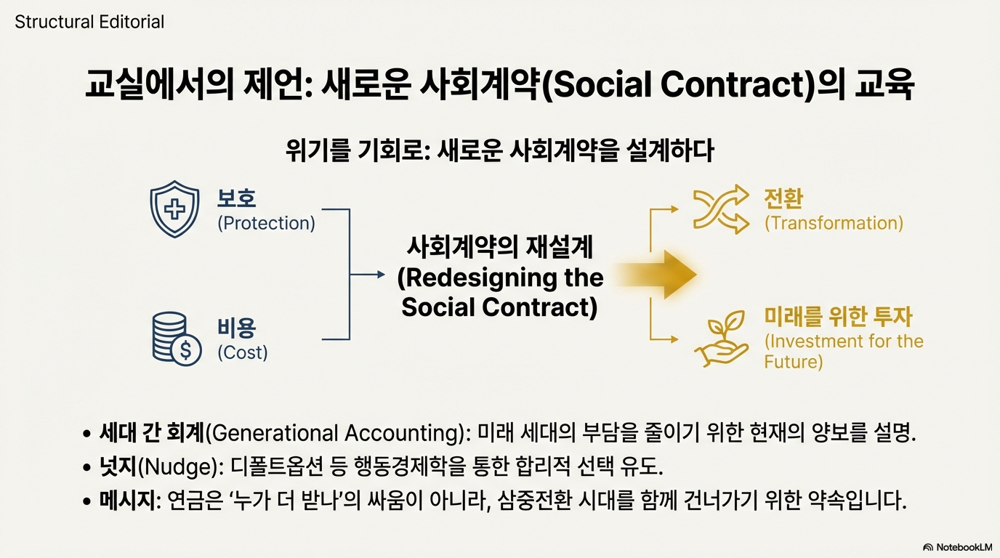 Structural Editorial
교실에서의 제언: 새로운 사회계약(Social Contract)의 교육
위기를 기회로: 새로운 사회계약을 설계하다
보호
(Protection)
비용
(Cost)
사회계약의 재설계
(Redesigning the
Social Contract)
전환
(Transformation)
미래를 위한 투자
(Investment for the
Future)
• 세대 간 회계(Generational Accounting): 미래 세대의 부담을 줄이기 위한 현재의 양보를 설명.
• 넛지(Nudge): 디폴트옵션 등 행동경제학을 통한 합리적 선택 유도.
• 메시지: 연금은 ‘누가 더 받나’의 싸움이 아니라, 삼중전환 시대를 함께 건너가기 위한 약속입니다.
NotebookLM